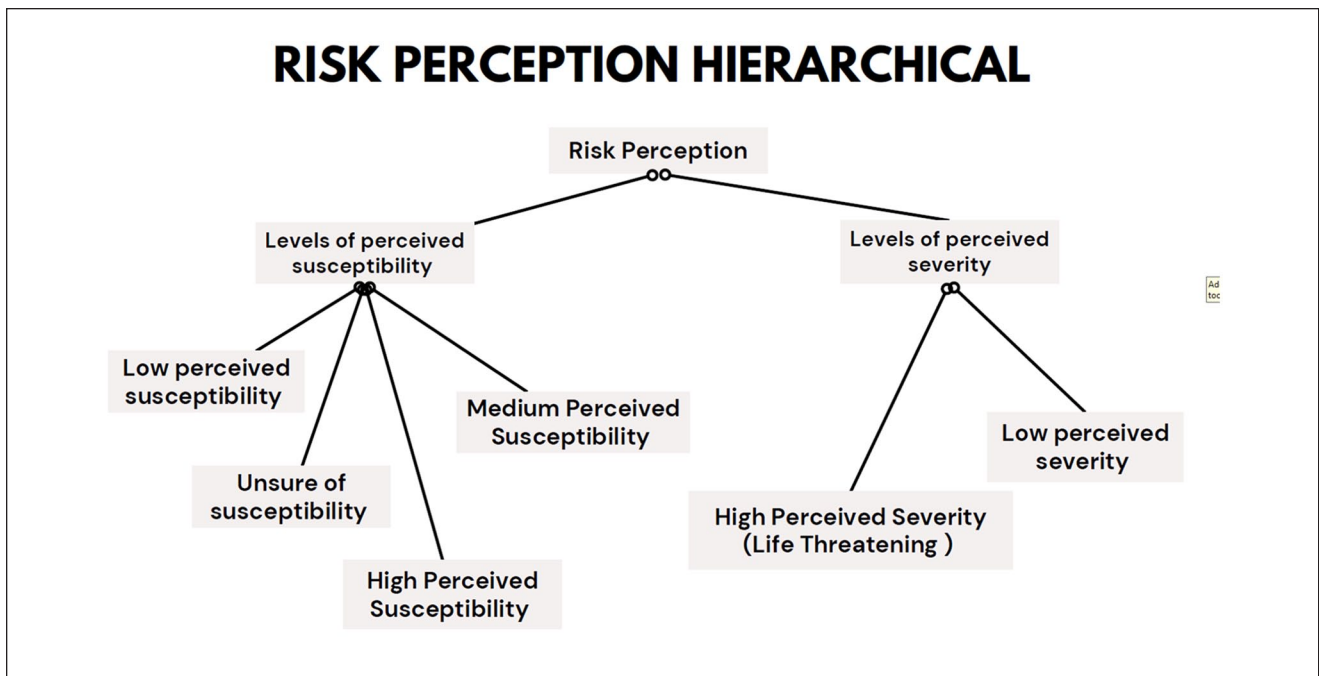 RISK PERCEPTION HIERARCHICAL
Risk Perception
Levels of perceived
susceptibility
Levels of perceived
severity
Low perceived
susceptibility
Medium Perceived
Susceptibility
Unsure of
susceptibility
High Perceived
Susceptibility
High Perceived Severity
(Life Threatening )
Low perceived
severity
Ad